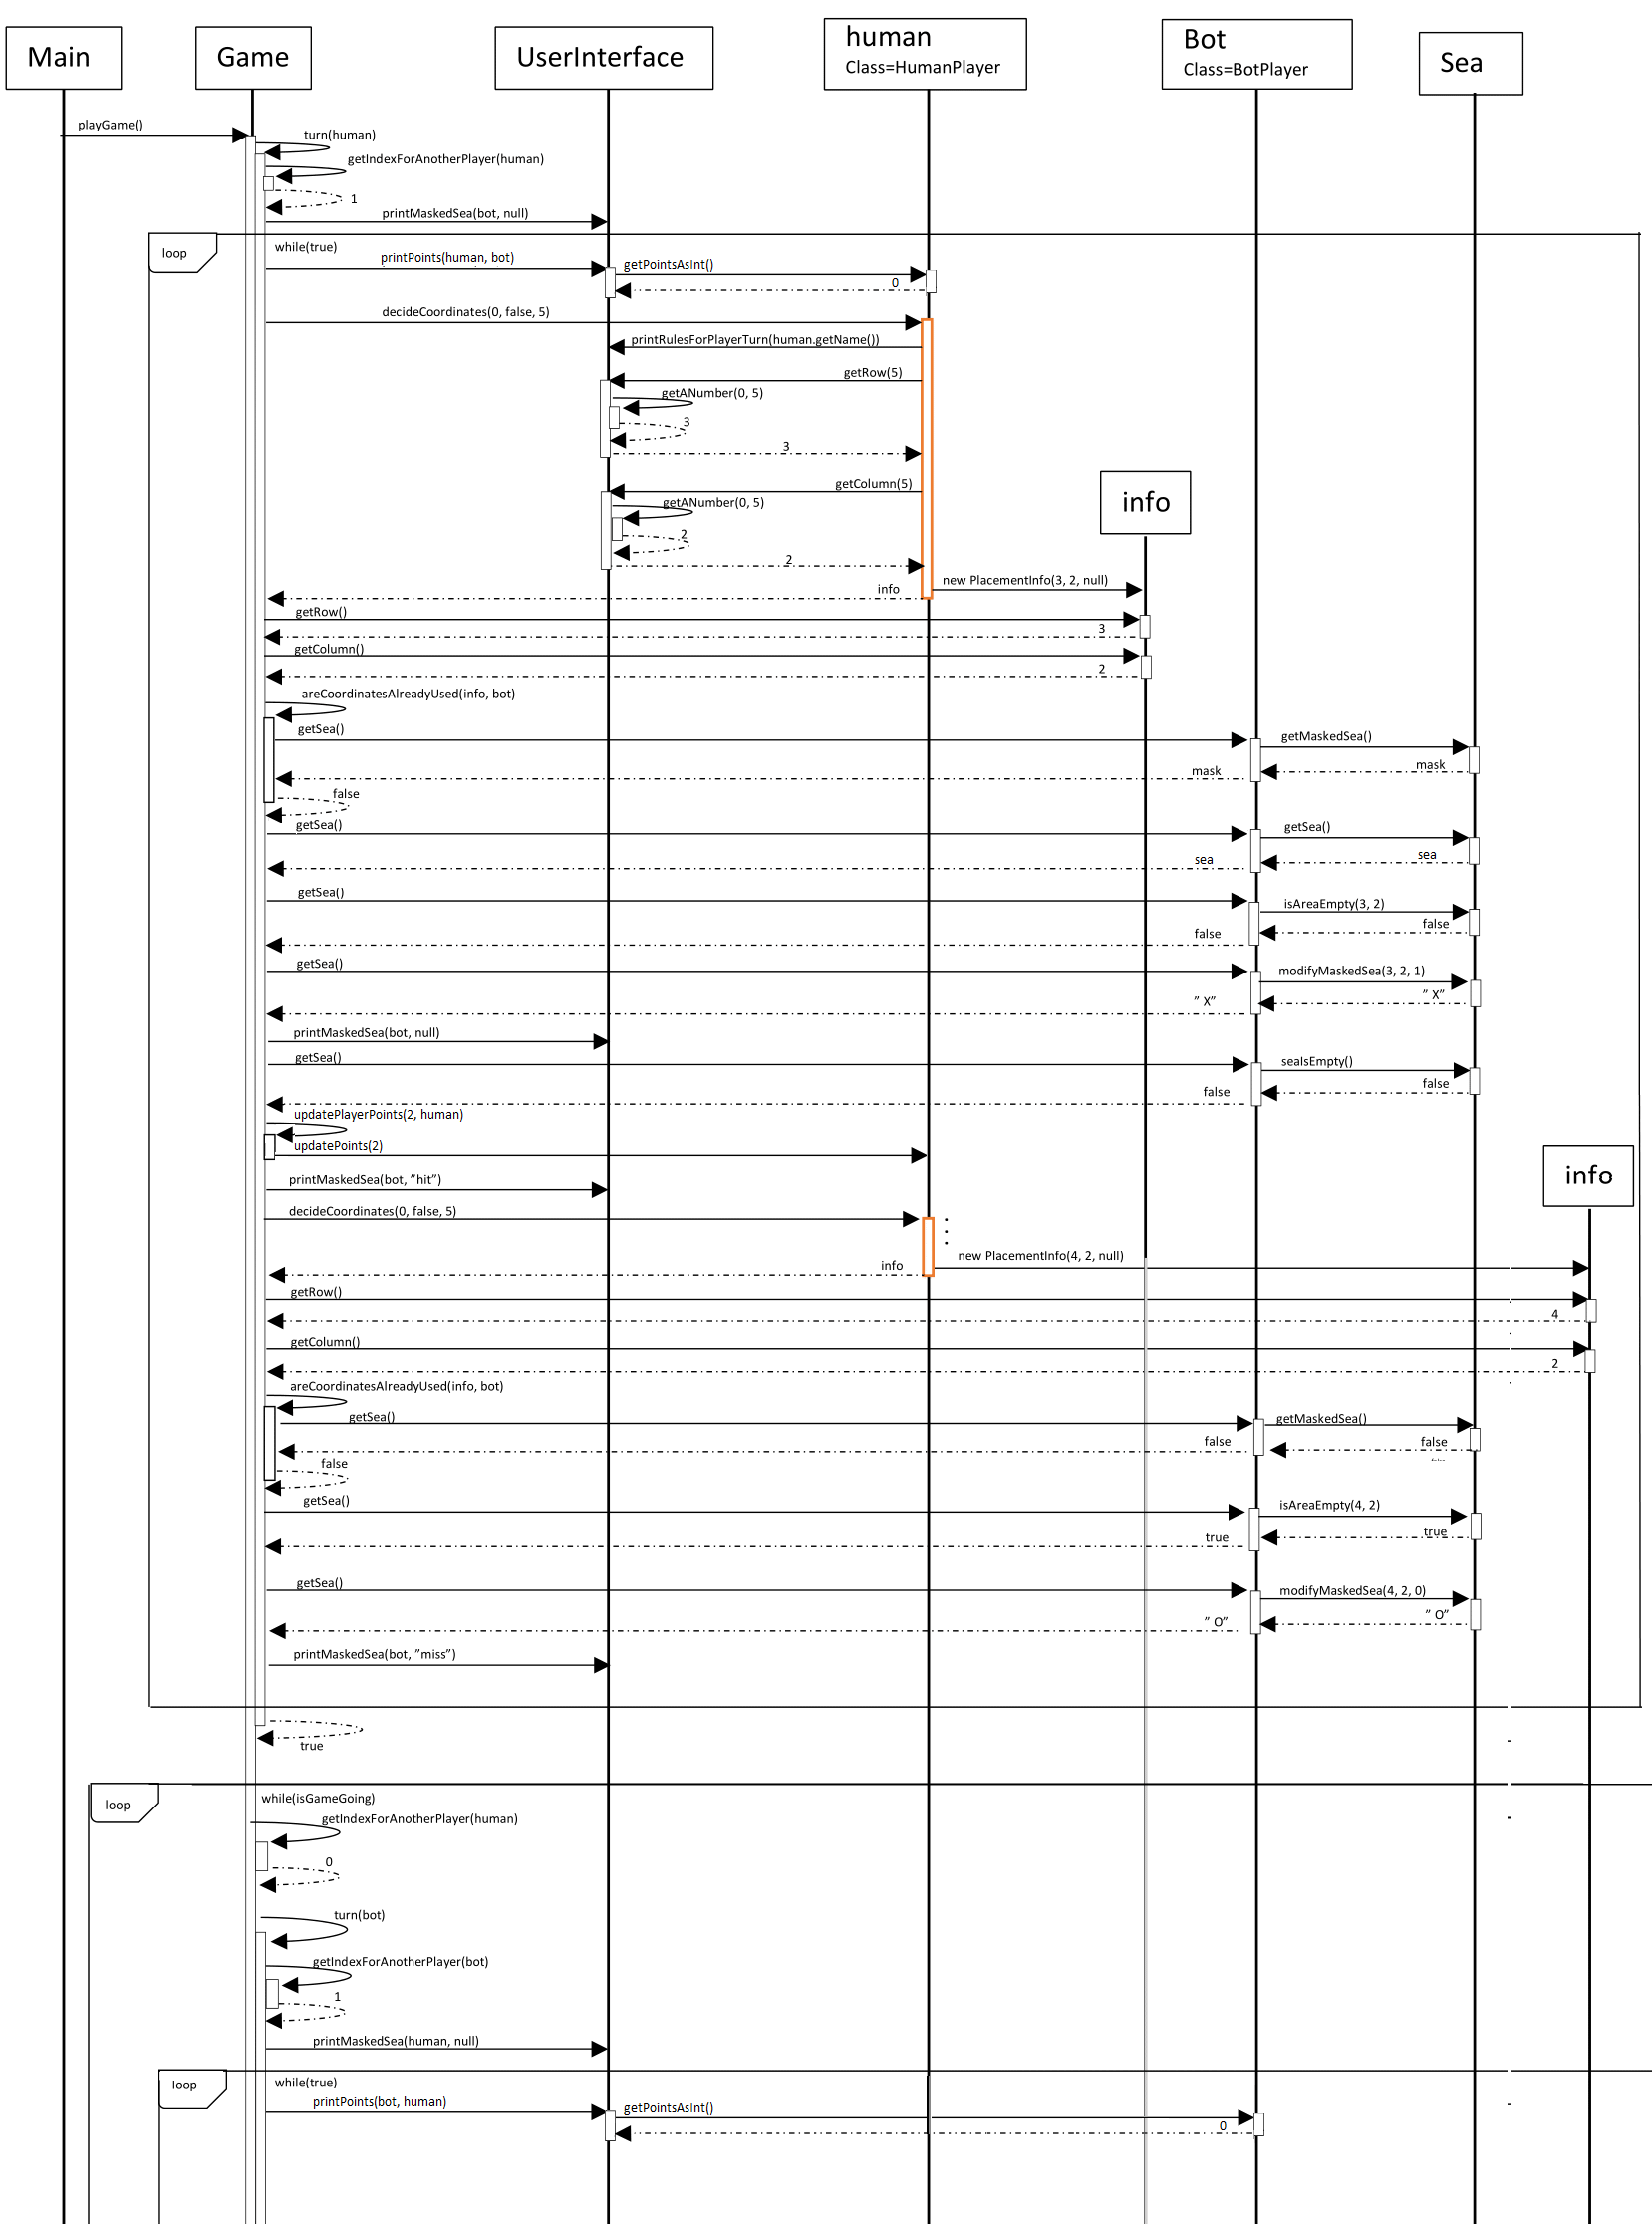 Main
Game
UserInterface
human
Class=HumanPlayer
Bot
Class=BotPlayer
Sea
playGame()
turn(human)
getIndexForAnotherPlayer(human)
1
printMaskedSea(bot, null)
loop
while(true)
printPoints(human, bot)
getPointsAsInt()
0
decideCoordinates(0, false, 5)
printRulesForPlayerTurn(human.getName())
getRow(5)
getANumber(0, 5)
3
3
getColumn(5)
getANumber(0, 5)
2
2
info
new PlacementInfo(3, 2, null)
info
getRow()
3
getColumn()
2
areCoordinatesAlreadyUsed(info, bot)
getSea()
getMaskedSea()
mask
mask
false
getSea()
getSea()
sea
sea
getSea()
isAreaEmpty(3, 2)
false
false
getSea()
modifyMaskedSea(3, 2, 1)
” X”
” X”
printMaskedSea(bot, null)
getSea()
seaIsEmpty()
false
false
updatePlayerPoints(2, human)
updatePoints(2)
info
printMaskedSea(bot, ”hit”)
decideCoordinates(0, false, 5)
new PlacementInfo(4, 2, null)
info
getRow()
4
getColumn()
2
areCoordinatesAlreadyUsed(info, bot)
getSea()
getMaskedSea()
false
false
false
getSea()
isAreaEmpty(4, 2)
true
true
getSea()
modifyMaskedSea(4, 2, 0)
” O”
” O”
printMaskedSea(bot, ”miss”)
true
loop
while(isGameGoing)
getIndexForAnotherPlayer(human)
0
turn(bot)
getIndexForAnotherPlayer(bot)
1
printMaskedSea(human, null)
loop
while(true)
printPoints(bot, human)
getPointsAsInt()
0